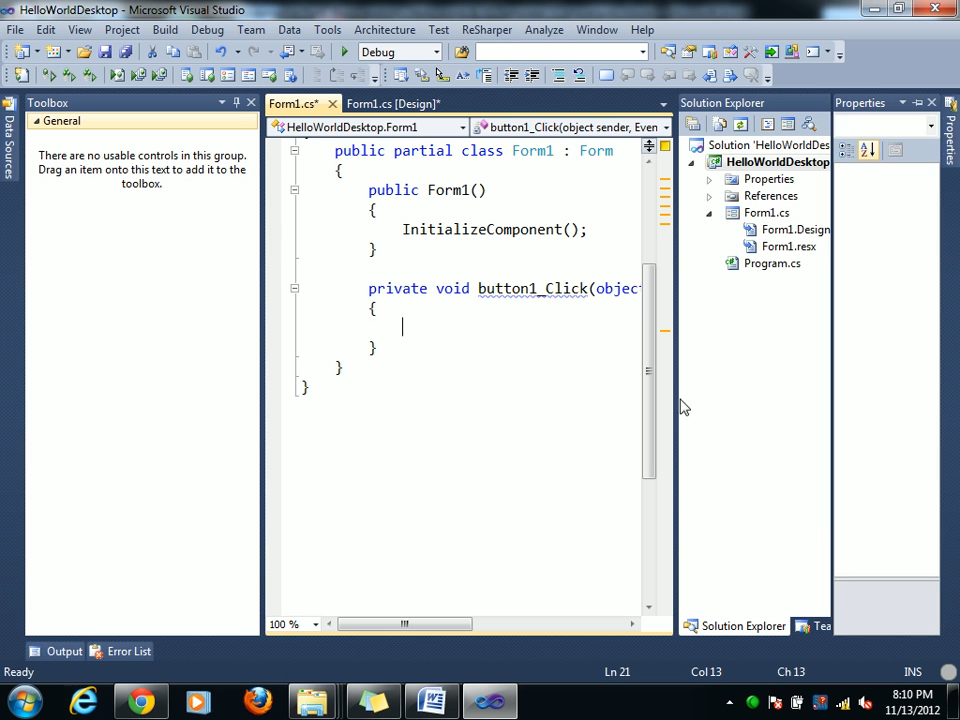 HelloWorldDesktop - Microsoft Visual Studio
File Edit View Project Build Debug Team Data Tools Architecture Test ReSharper Analyze Window Help
Debug
Data Sources
Toolbox
General
There are no usable controls in this group.
Drag an item onto this text to add it to the
toolbox.
Form1.cs* Form1.cs [Design]*
HelloWorldDesktop.Form1 button1_Click(object sender, Even
public partial class Form1 : Form
{
public Form1()
{
InitializeComponent();
}
private void button1_Click(object
{
}
}
}
100 %
Solution Explorer
Solution 'HelloWorldDes
HelloWorldDesktop
Properties
References
Form1.cs
Form1.Design
Form1.resx
Program.cs
Solution Explorer Tea
Properties
Properties
Output Error List
Ready Ln 21 Col 13 Ch 13 INS
8:10 PM
11/13/2012